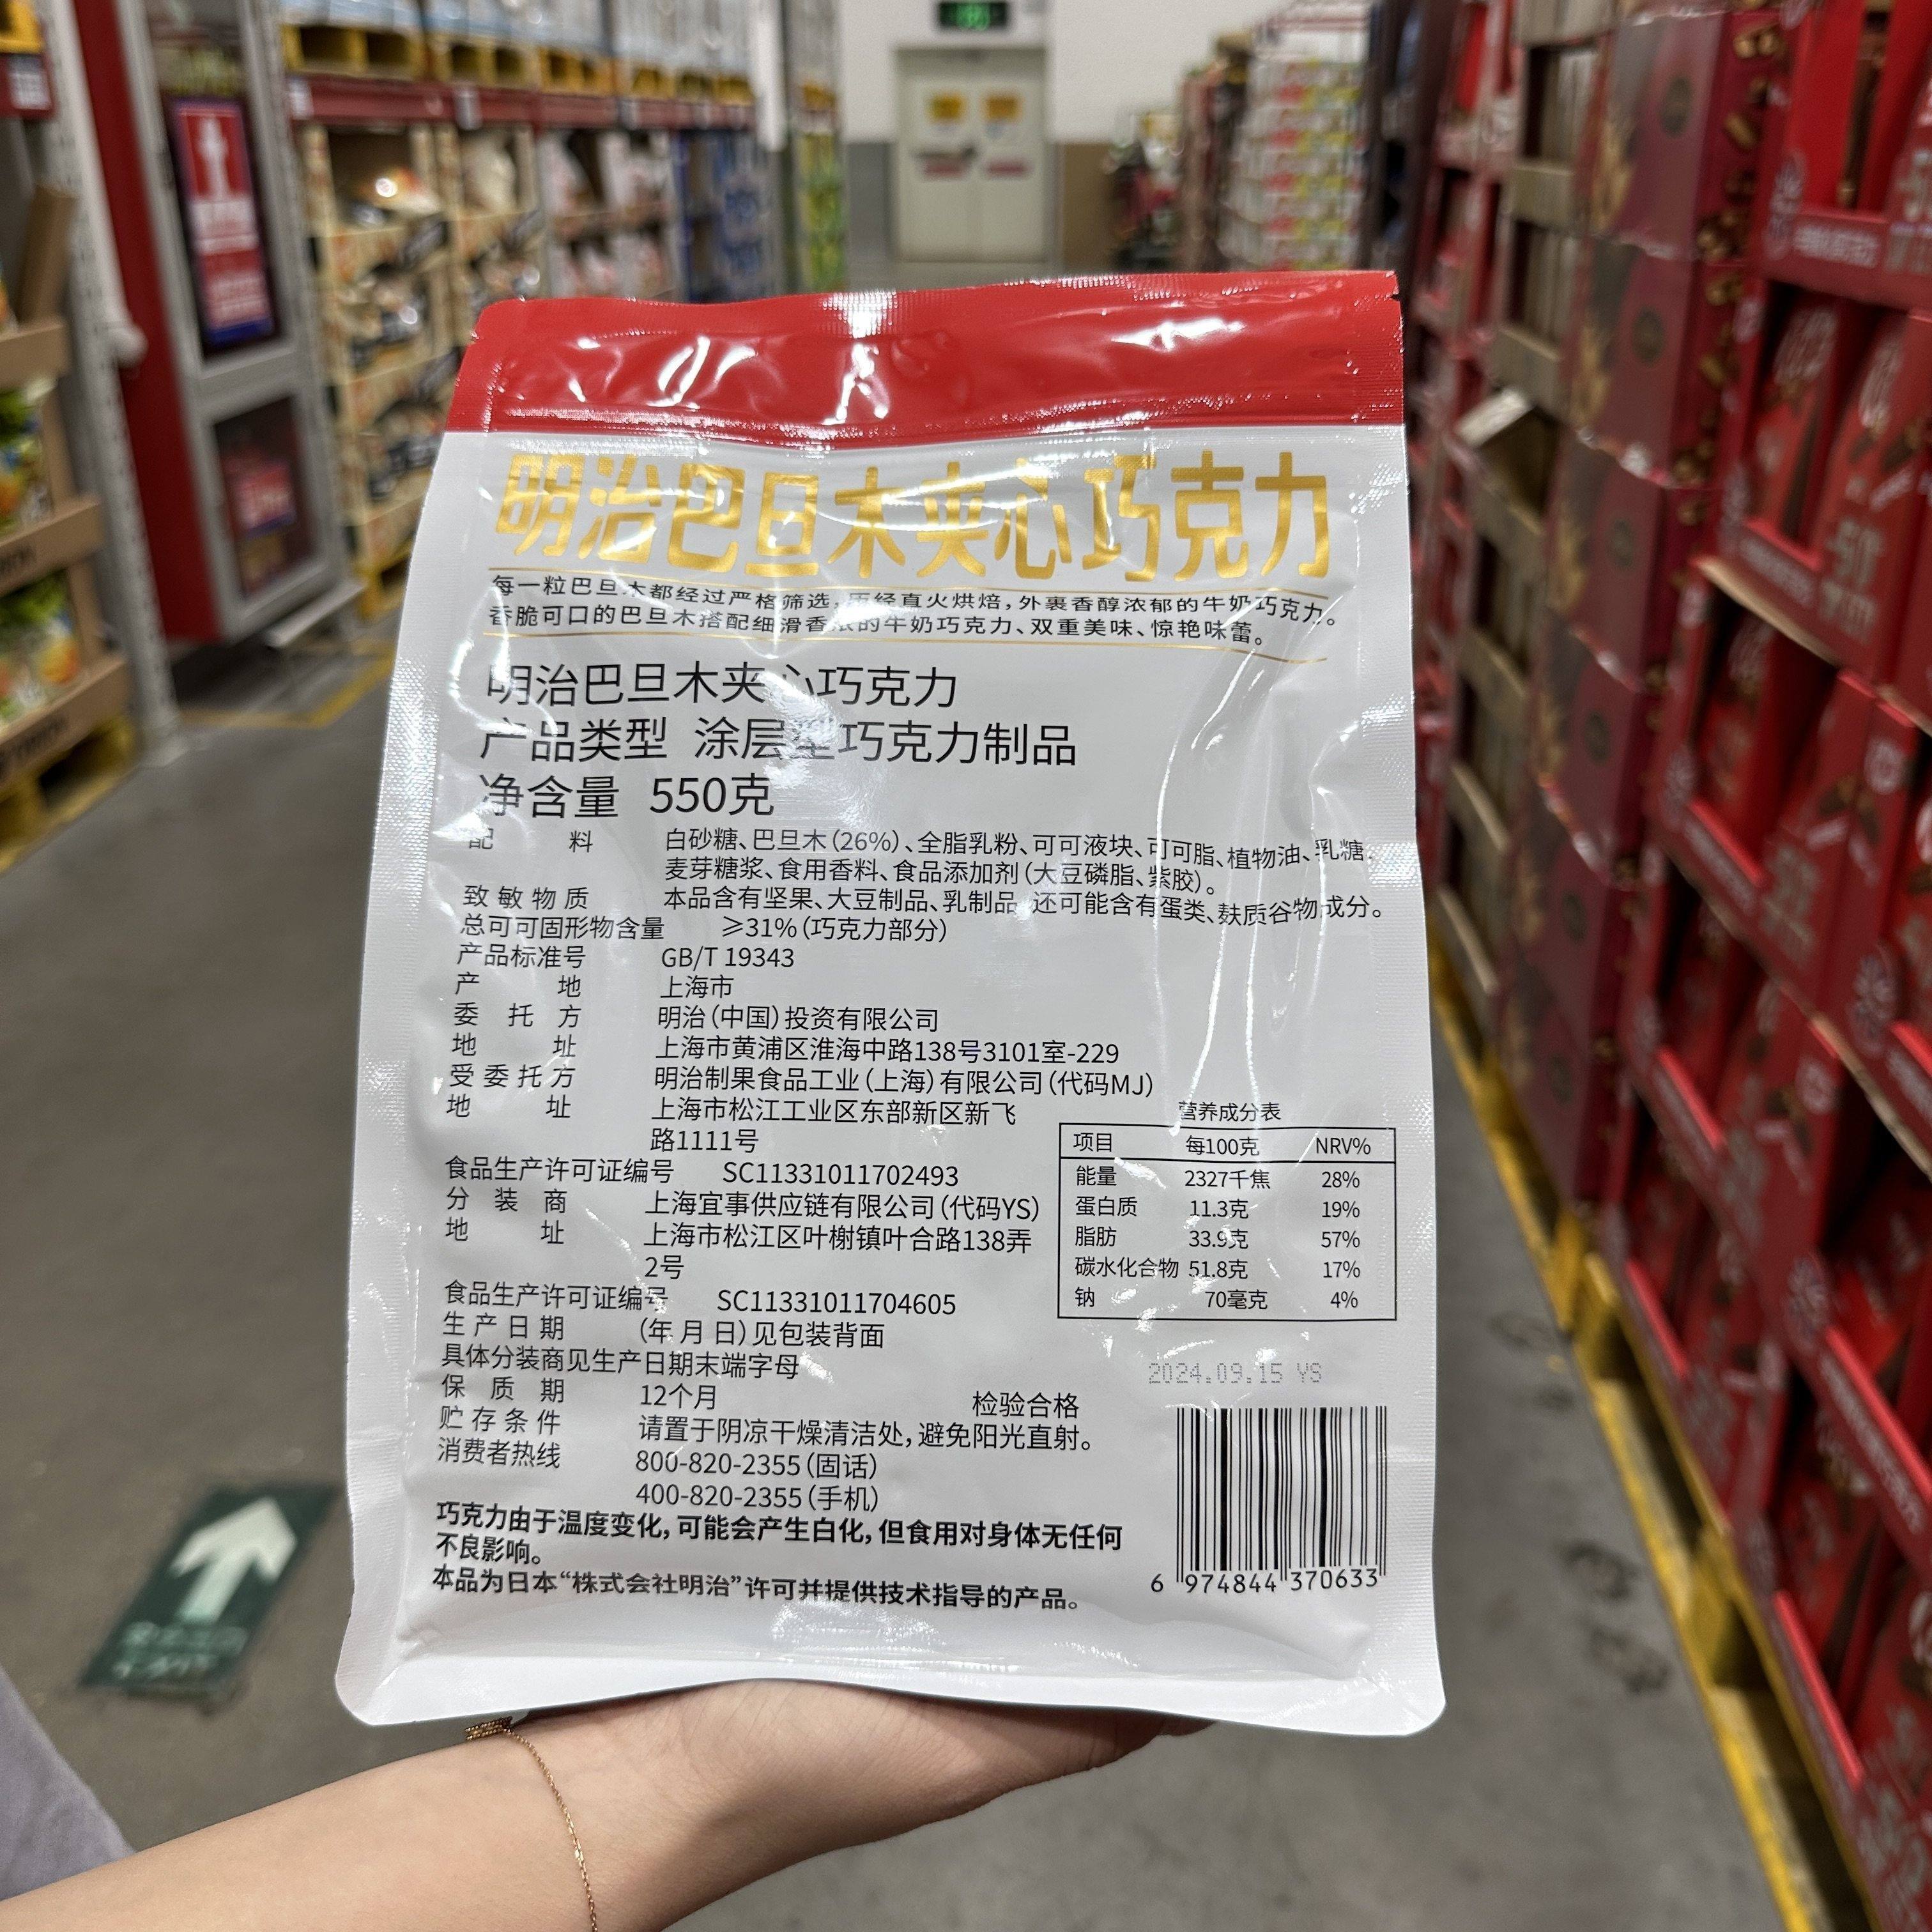 明治巴旦木夹心巧克力
每一粒巴旦木都经过严格筛选,历经直火烘焙,外裹香醇浓郁的牛奶巧克力。
香脆可口的巴旦木搭配细滑香浓的牛奶巧克力、双重美味、惊艳味蕾。
明治巴旦木夹心巧克力
产品类型 涂层型巧克力制品
净含量 550克
配料 白砂糖、巴旦木(26%)、全脂乳粉、可可液块、可可脂、植物油、乳糖、
麦芽糖浆、食用香料、食品添加剂(大豆磷脂、紫胶)。
致敏物质 本品含有坚果、大豆制品、乳制品,还可能含有蛋类、麸质谷物成分。
总可可固形物含量 ≥31%(巧克力部分)
产品标准号 GB/T 19343
产地 上海市
委托方 明治(中国)投资有限公司
地址 上海市黄浦区淮海中路138号3101室-229
受委托方 明治制果食品工业(上海)有限公司(代码MJ)
地址 上海市松江工业区东部新区新飞
路1111号
食品生产许可证编号 SC11331011702493
分装商 上海宜事供应链有限公司(代码YS)
地址 上海市松江区叶榭镇叶合路138弄
2号
食品生产许可证编号 SC11331011704605
生产日期 (年月日)见包装背面
具体分装商见生产日期末端字母
保质期 12个月
检验合格
贮存条件 请置于阴凉干燥清洁处,避免阳光直射。
消费者热线 800-820-2355(固话)
400-820-2355(手机)
巧克力由于温度变化,可能会产生白化,但食用对身体无任何
不良影响。
本品为日本“株式会社明治”许可并提供技术指导的产品。
营养成分表
项目 每100克 NRV%
能量 2327千焦 28%
蛋白质 11.3克 19%
脂肪 33.9克 57%
碳水化合物 51.8克 17%
钠 70毫克 4%
2024.09.15 YS
6 974844 370633